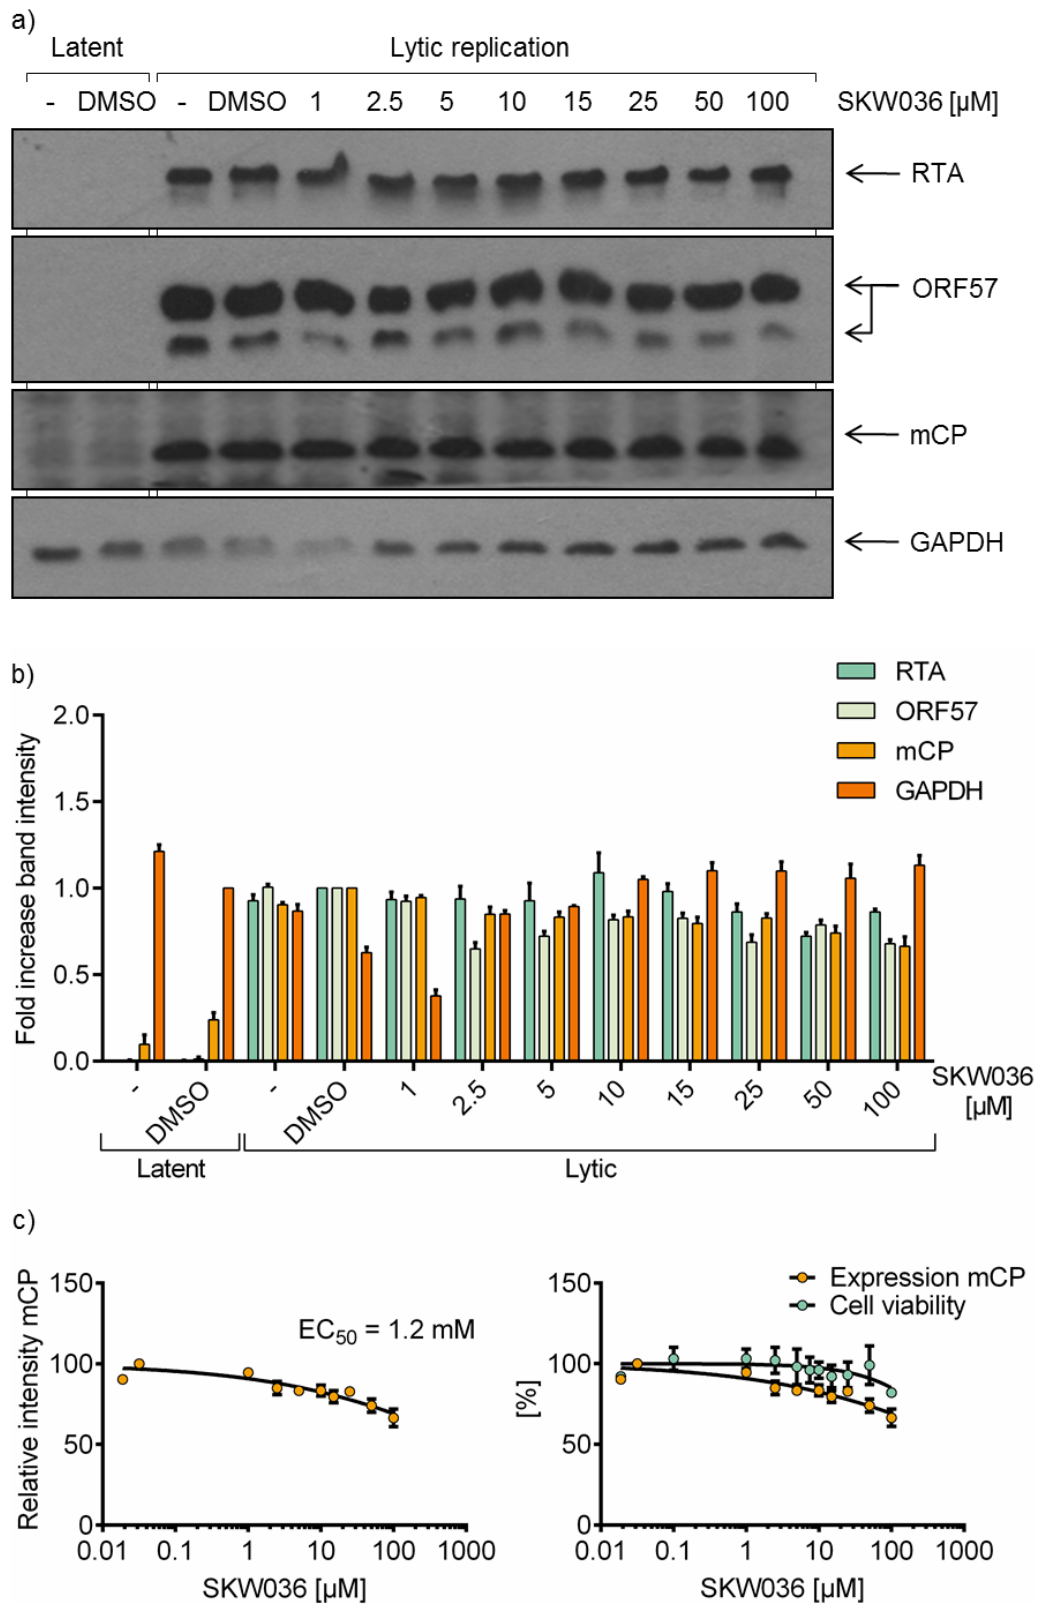 a)
Latent
Lytic replication
- DMSO - DMSO 1 2.5 5 10 15 25 50 100 SKW036 [µM]
RTA
ORF57
mCP
GAPDH
b)
RTA
ORF57
mCP
GAPDH
Fold increase band intensity
2.0
1.5
1.0
0.5
0.0
- DMSO - DMSO 1 2.5 5 10 15 25 50 100
SKW036
[µM]
Latent
Lytic
c)
Relative intensity mCP
150
100
50
0
EC50 = 1.2 mM
0.01 0.1 1 10 100 1000
SKW036 [µM]
Expression mCP
Cell viability
[%]
150
100
50
0
0.01 0.1 1 10 100 1000
SKW036 [µM]